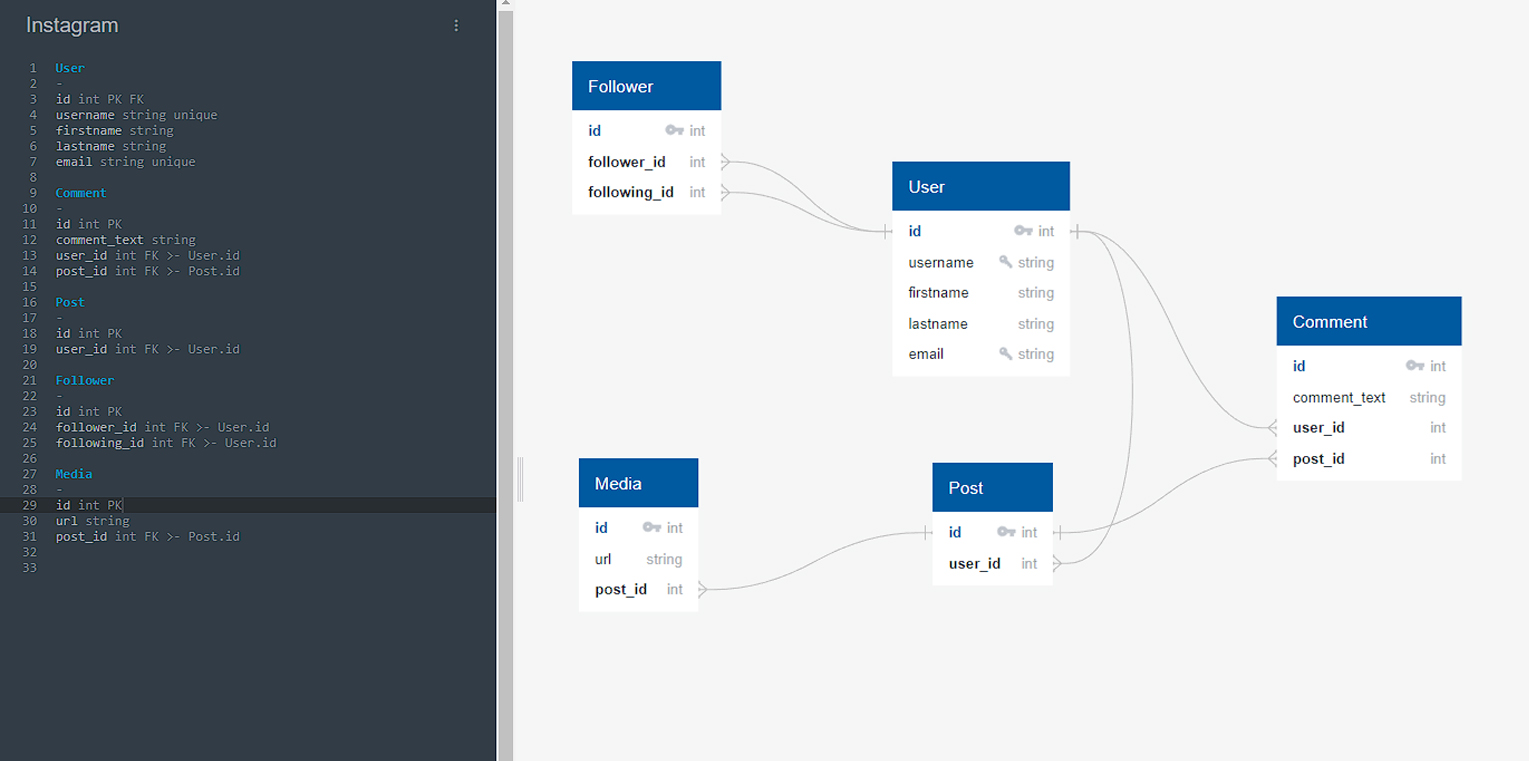 Instagram
1 User
2 -
3 id int PK FK
4 username string unique
5 firstname string
6 lastname string
7 email string unique
8
9 Comment
10 -
11 id int PK
12 comment_text string
13 user_id int FK >- User.id
14 post_id int FK >- Post.id
15
16 Post
17 -
18 id int PK
19 user_id int FK >- User.id
20
21 Follower
22 -
23 id int PK
24 follower_id int FK >- User.id
25 following_id int FK >- User.id
26
27 Media
28 -
29 id int PK
30 url string
31 post_id int FK >- Post.id
32
33
Follower
id int
follower_id int
following_id int
User
id int
username string
firstname string
lastname string
email string
Comment
id int
comment_text string
user_id int
post_id int
Media
id int
url string
post_id int
Post
id int
user_id int